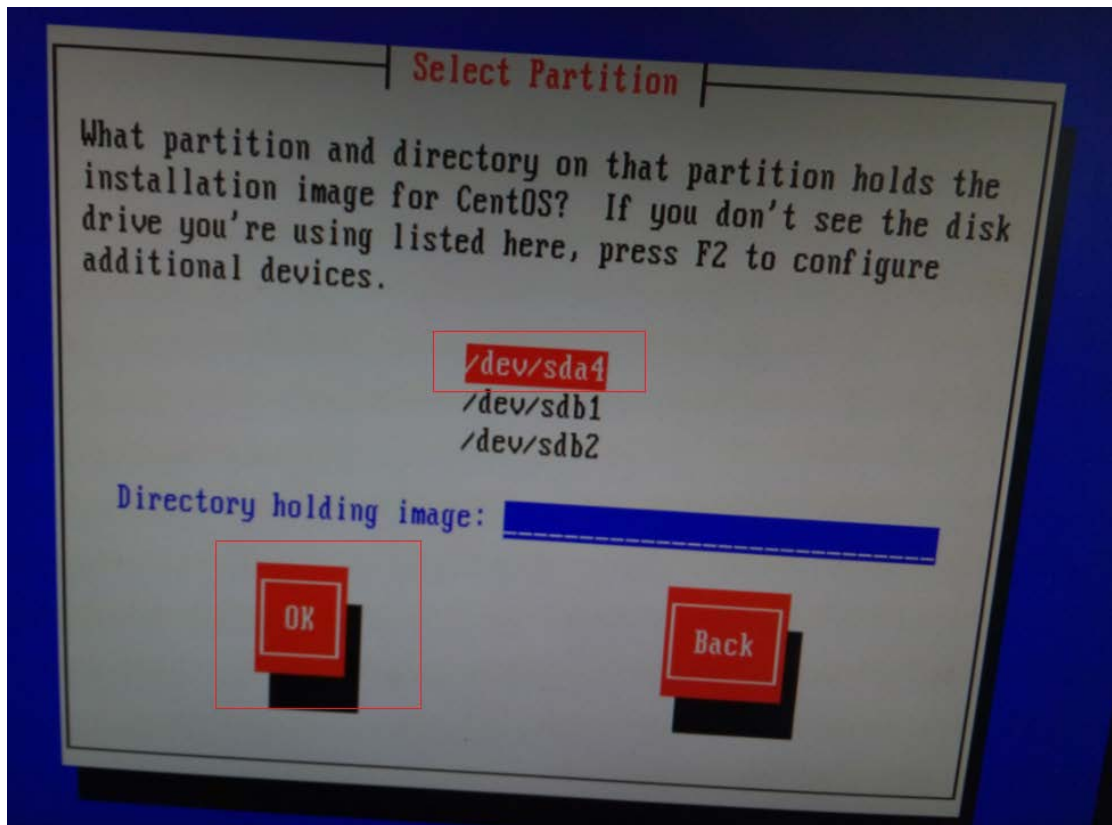 Select Partition
What partition and directory on that partition holds the
installation image for CentOS?  If you don't see the disk
drive you're using listed here, press F2 to configure
additional devices.
/dev/sda4
/dev/sdb1
/dev/sdb2
Directory holding image:
OK
Back